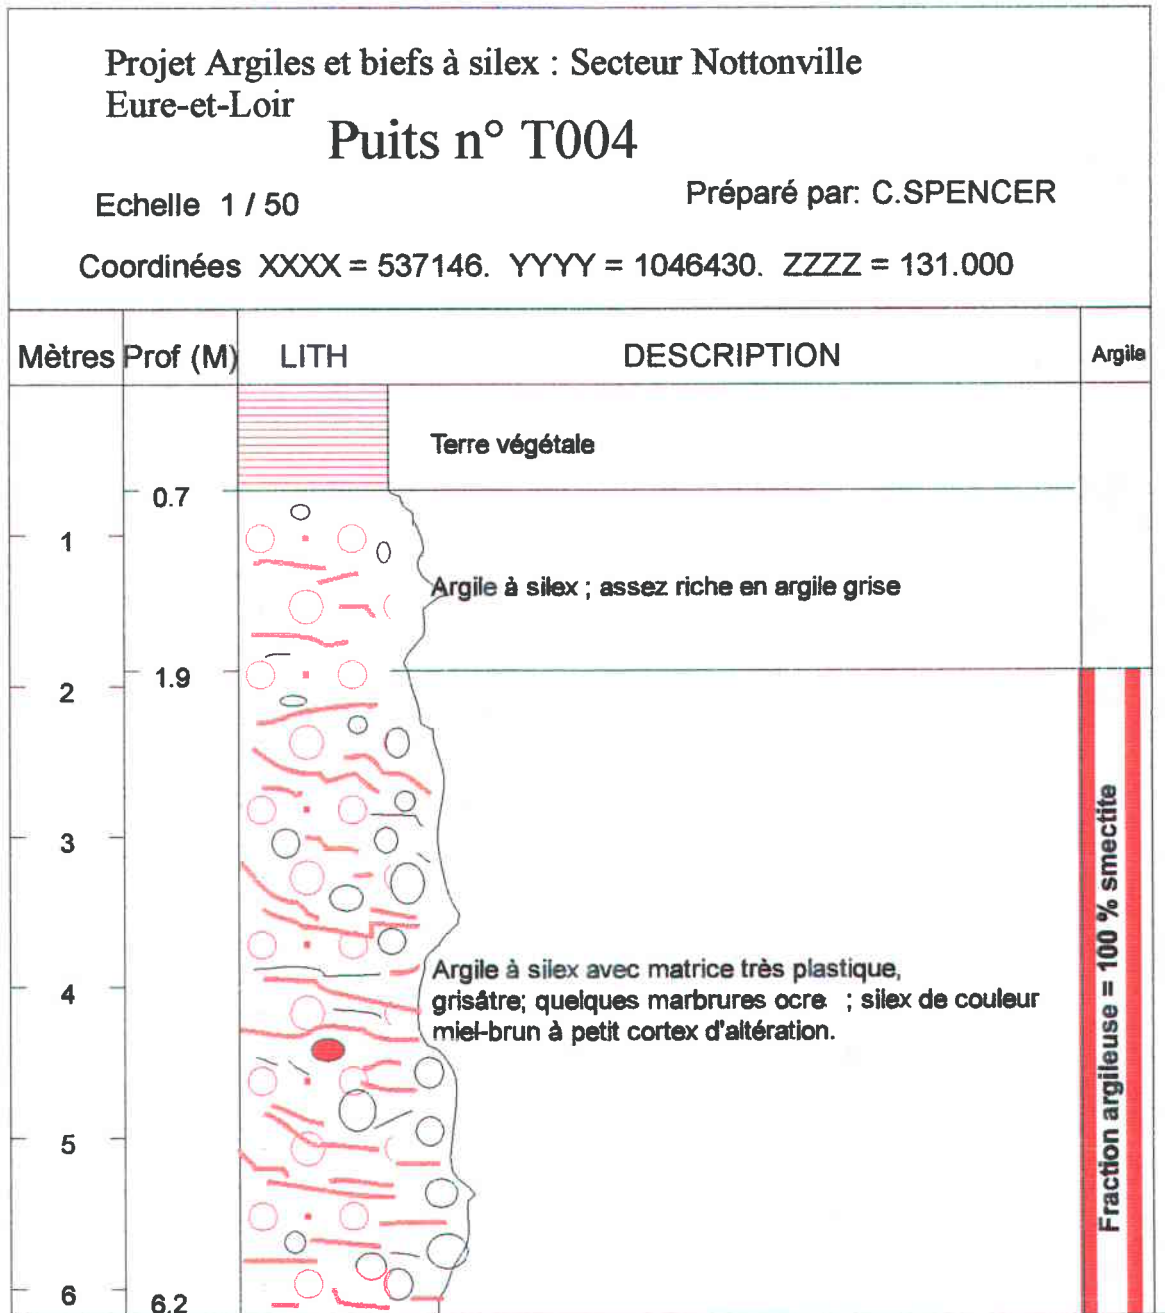 Projet Argiles et biefs à silex : Secteur Nottonville
Eure-et-Loir
Puits n° T004
Echelle 1 / 50
Préparé par: C.SPENCER
Coordinées XXXX = 537146. YYYY = 1046430. ZZZZ = 131.000
Mètres Prof (M) LITH DESCRIPTION Argile
Terre végétale
0.7
1
Argile à silex ; assez riche en argile grise
1.9
2
3
Argile à silex avec matrice très plastique,
4
grisâtre; quelques marbrures ocre ; silex de couleur
miel-brun à petit cortex d'altération.
Fraction argileuse = 100 % smectite
5
6
6.2